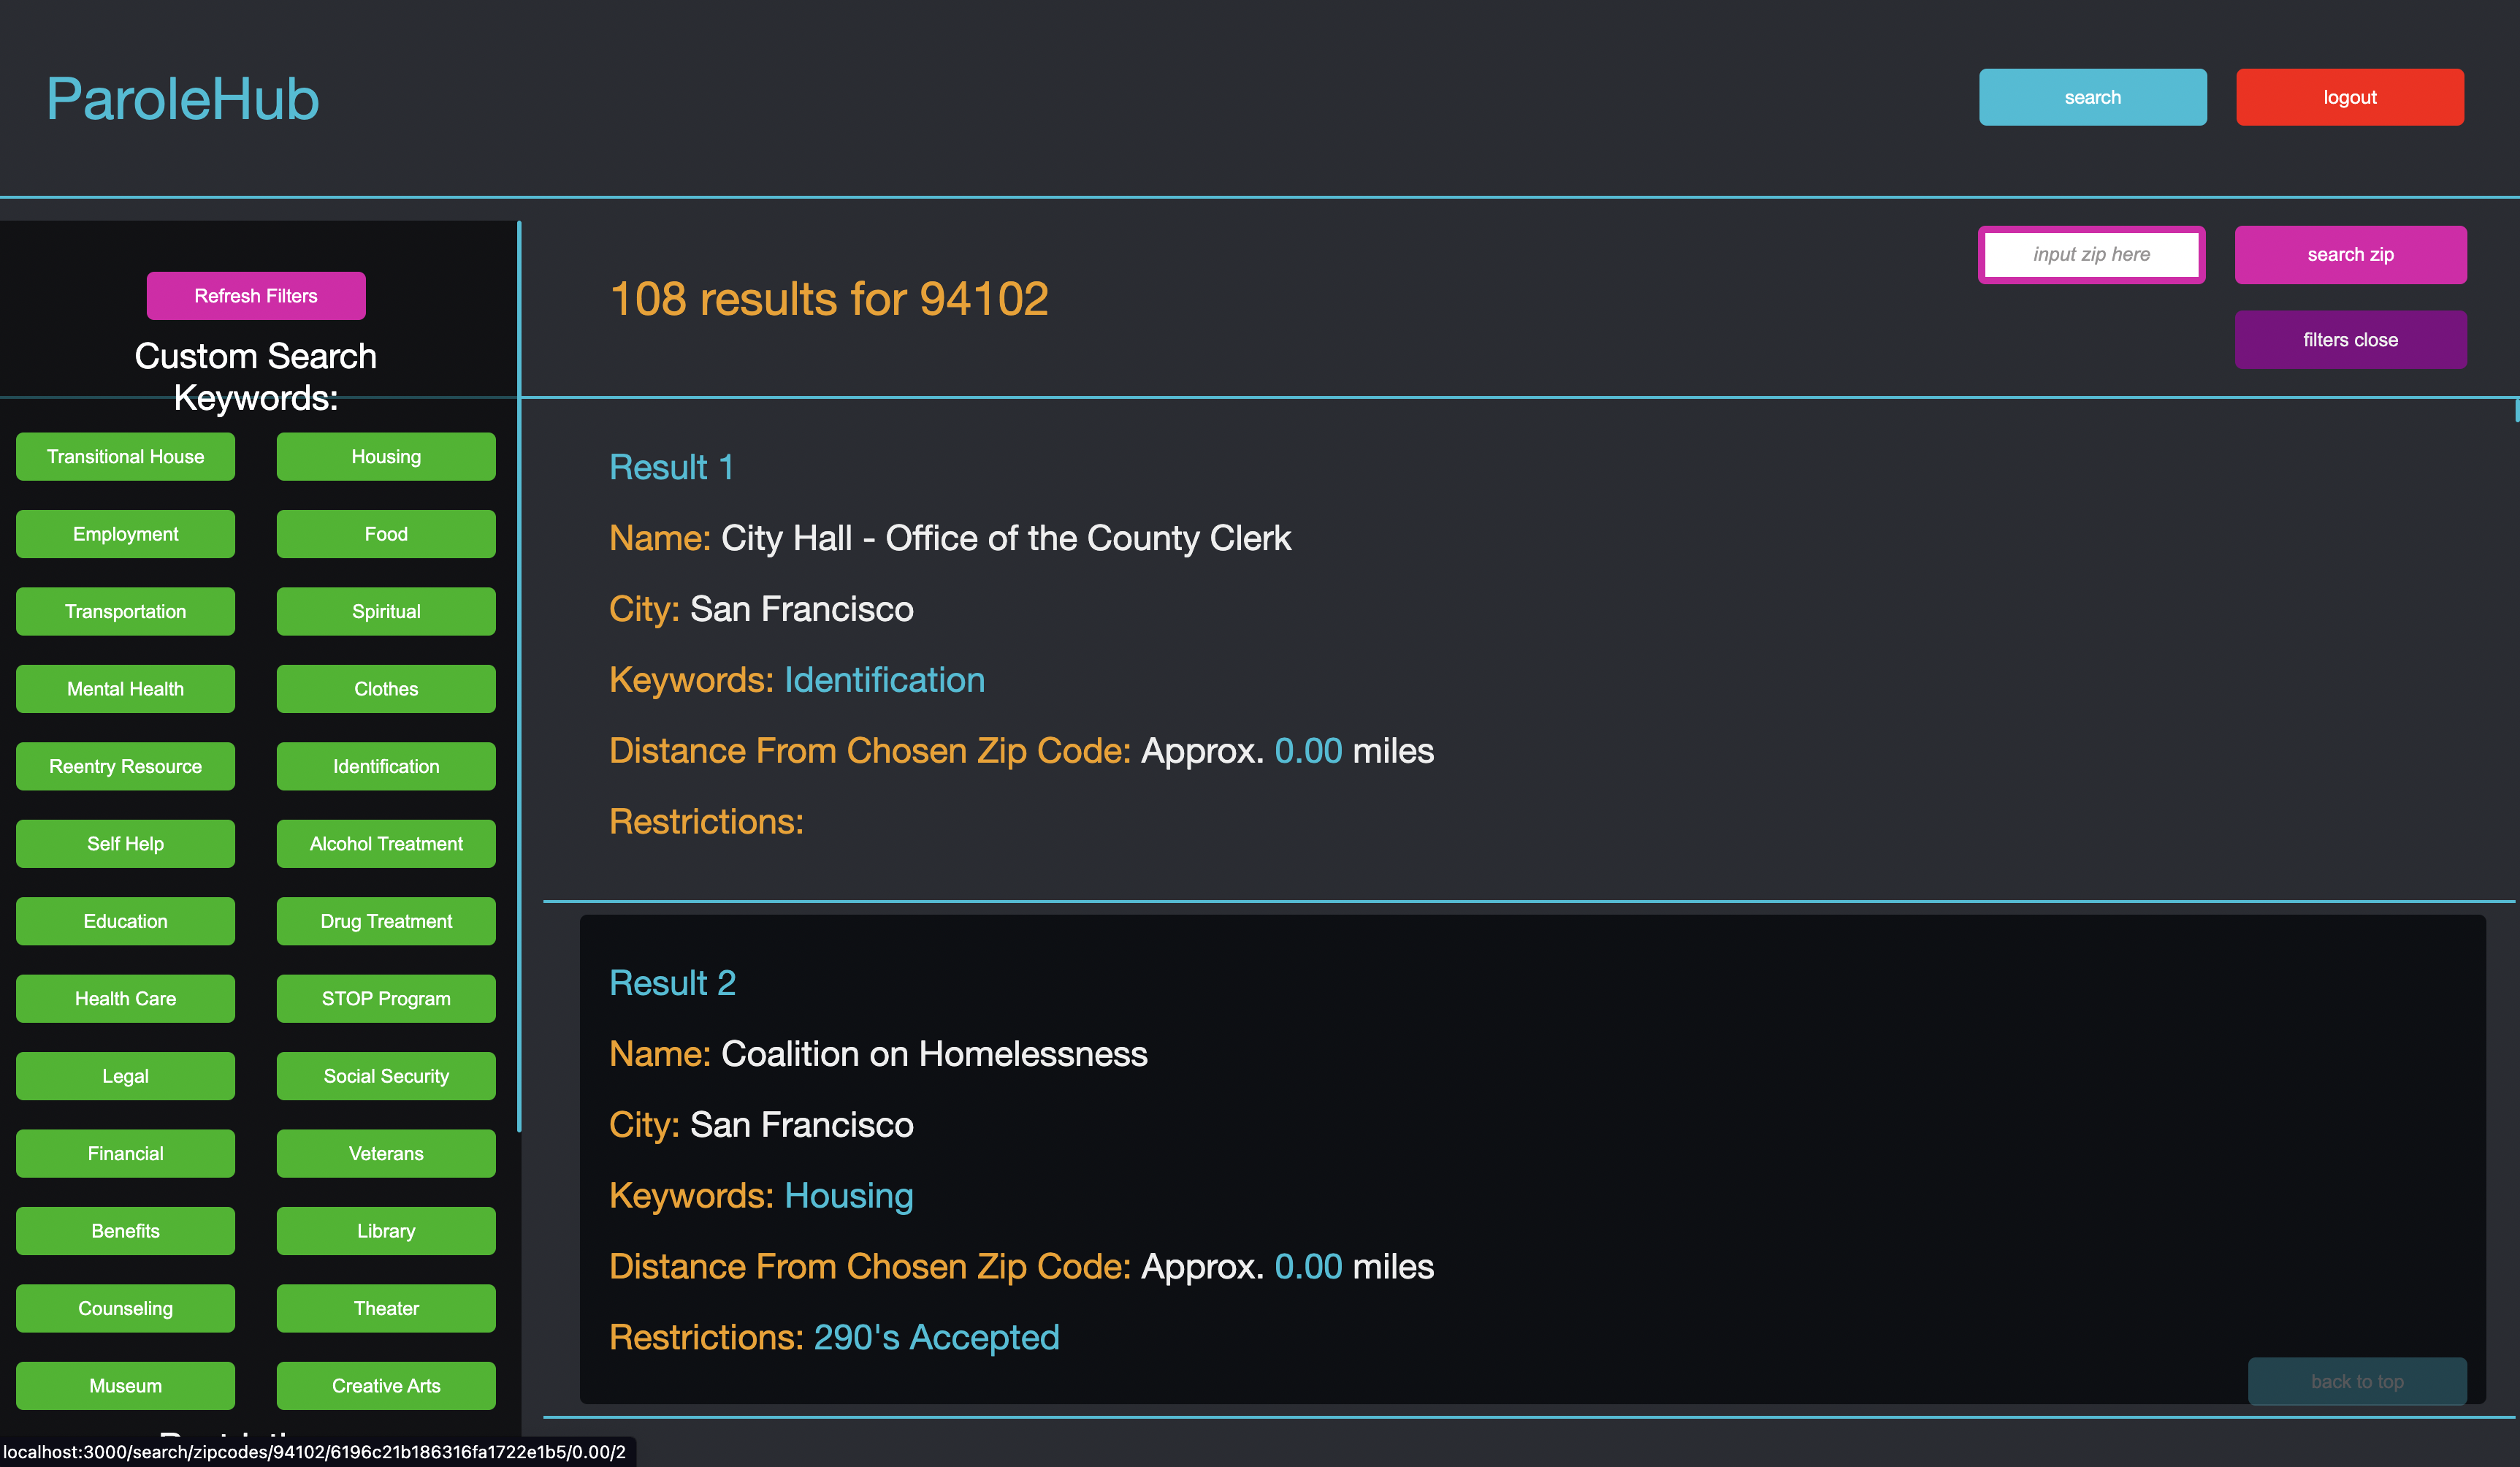 ParoleHub
search
logout
Refresh Filters
Custom Search
Keywords:
Transitional House
Housing
Employment
Food
Transportation
Spiritual
Mental Health
Clothes
Reentry Resource
Identification
Self Help
Alcohol Treatment
Education
Drug Treatment
Health Care
STOP Program
Legal
Social Security
Financial
Veterans
Benefits
Library
Counseling
Theater
Museum
Creative Arts
108 results for 94102
input zip here
search zip
filters close
Result 1
Name: City Hall - Office of the County Clerk
City: San Francisco
Keywords: Identification
Distance From Chosen Zip Code: Approx. 0.00 miles
Restrictions:
Result 2
Name: Coalition on Homelessness
City: San Francisco
Keywords: Housing
Distance From Chosen Zip Code: Approx. 0.00 miles
Restrictions: 290's Accepted
back to top
localhost:3000/search/zipcodes/94102/6196c21b186316fa1722e1b5/0.00/2